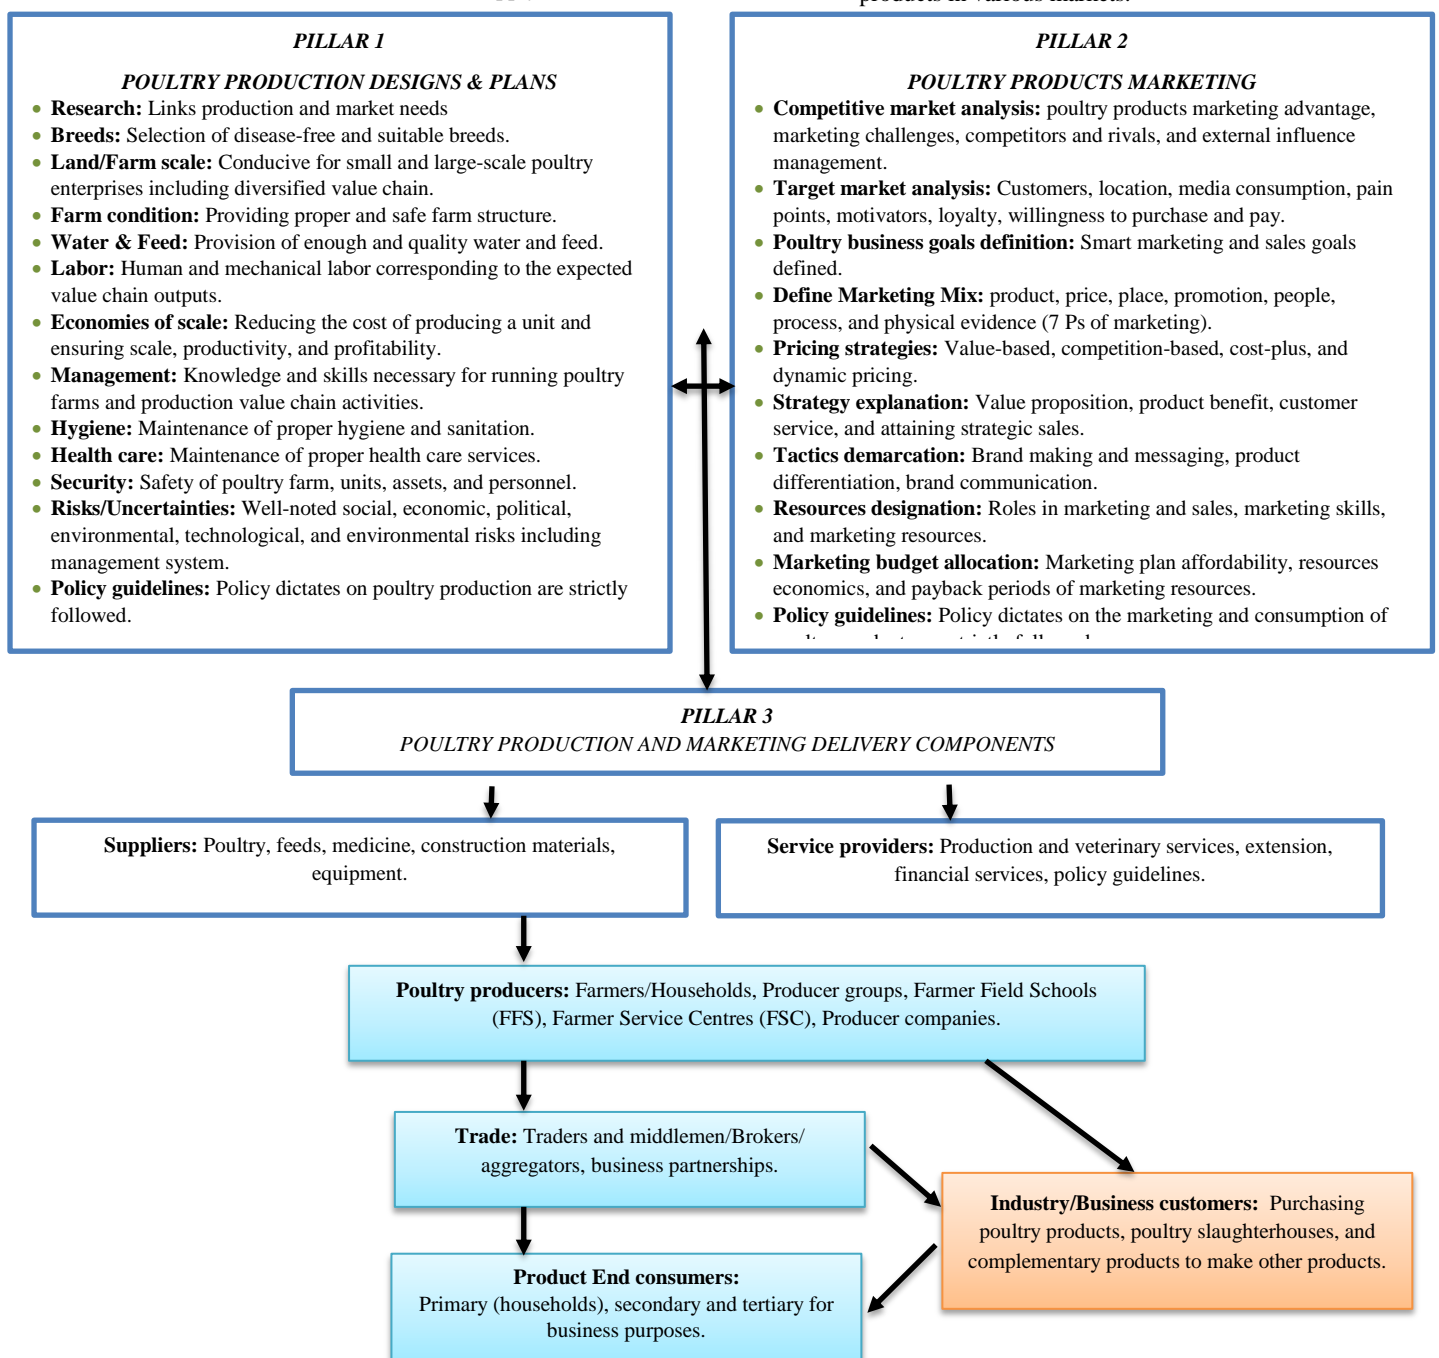 products in various markets.
PILLAR 1
POULTRY PRODUCTION DESIGNS & PLANS
• Research: Links production and market needs
• Breeds: Selection of disease-free and suitable breeds.
• Land/Farm scale: Conducive for small and large-scale poultry
enterprises including diversified value chain.
• Farm condition: Providing proper and safe farm structure.
• Water & Feed: Provision of enough and quality water and feed.
• Labor: Human and mechanical labor corresponding to the expected
value chain outputs.
• Economies of scale: Reducing the cost of producing a unit and
ensuring scale, productivity, and profitability.
• Management: Knowledge and skills necessary for running poultry
farms and production value chain activities.
• Hygiene: Maintenance of proper hygiene and sanitation.
• Health care: Maintenance of proper health care services.
• Security: Safety of poultry farm, units, assets, and personnel.
• Risks/Uncertainties: Well-noted social, economic, political,
environmental, technological, and environmental risks including
management system.
• Policy guidelines: Policy dictates on poultry production are strictly
followed.
PILLAR 2
POULTRY PRODUCTS MARKETING
• Competitive market analysis: poultry products marketing advantage,
marketing challenges, competitors and rivals, and external influence
management.
• Target market analysis: Customers, location, media consumption, pain
points, motivators, loyalty, willingness to purchase and pay.
• Poultry business goals definition: Smart marketing and sales goals
defined.
• Define Marketing Mix: product, price, place, promotion, people,
process, and physical evidence (7 Ps of marketing).
• Pricing strategies: Value-based, competition-based, cost-plus, and
dynamic pricing.
• Strategy explanation: Value proposition, product benefit, customer
service, and attaining strategic sales.
• Tactics demarcation: Brand making and messaging, product
differentiation, brand communication.
• Resources designation: Roles in marketing and sales, marketing skills,
and marketing resources.
• Marketing budget allocation: Marketing plan affordability, resources
economics, and payback periods of marketing resources.
• Policy guidelines: Policy dictates on the marketing and consumption of
PILLAR 3
POULTRY PRODUCTION AND MARKETING DELIVERY COMPONENTS
Suppliers: Poultry, feeds, medicine, construction materials,
equipment.
Service providers: Production and veterinary services, extension,
financial services, policy guidelines.
Poultry producers: Farmers/Households, Producer groups, Farmer Field Schools
(FFS), Farmer Service Centres (FSC), Producer companies.
Trade: Traders and middlemen/Brokers/
aggregators, business partnerships.
Industry/Business customers: Purchasing
poultry products, poultry slaughterhouses, and
complementary products to make other products.
Product End consumers:
Primary (households), secondary and tertiary for
business purposes.